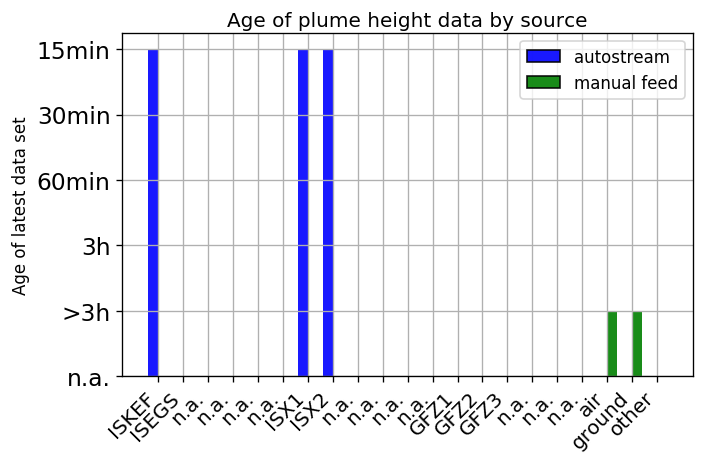 Age of plume height data by source
autostream
manual feed
Age of latest data set
15min
30min
60min
3h
>3h
n.a.
ISKEF
ISEGS
n.a.
n.a.
n.a.
n.a.
ISX1
ISX2
n.a.
n.a.
n.a.
n.a.
GFZ1
GFZ2
GFZ3
n.a.
n.a.
n.a.
air
ground
other